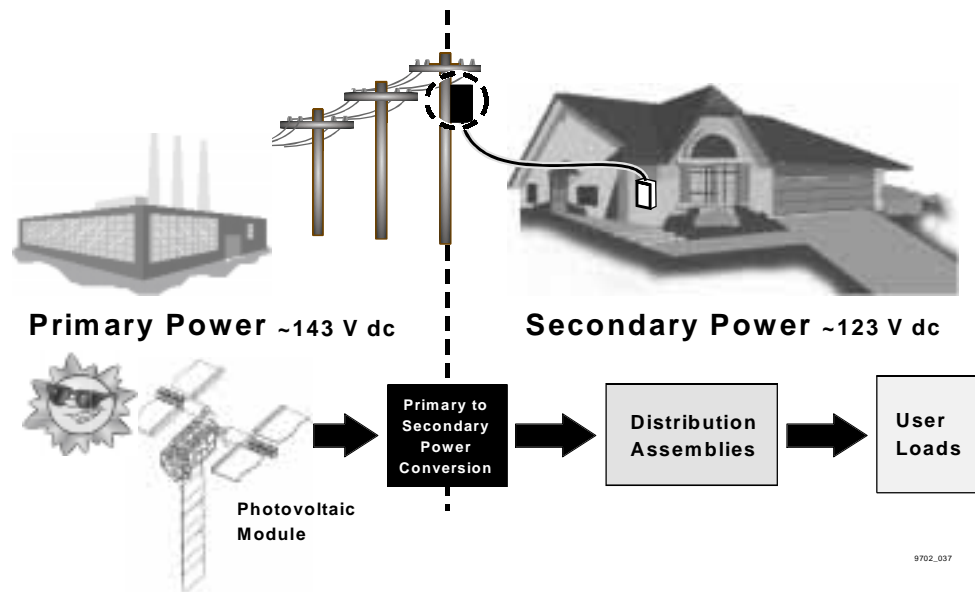 Primary Power ~143 V dc
Secondary Power ~123 V dc
Primary to
Secondary
Power
Conversion
Distribution
Assemblies
User
Loads
Photovoltaic
Module
9702_037